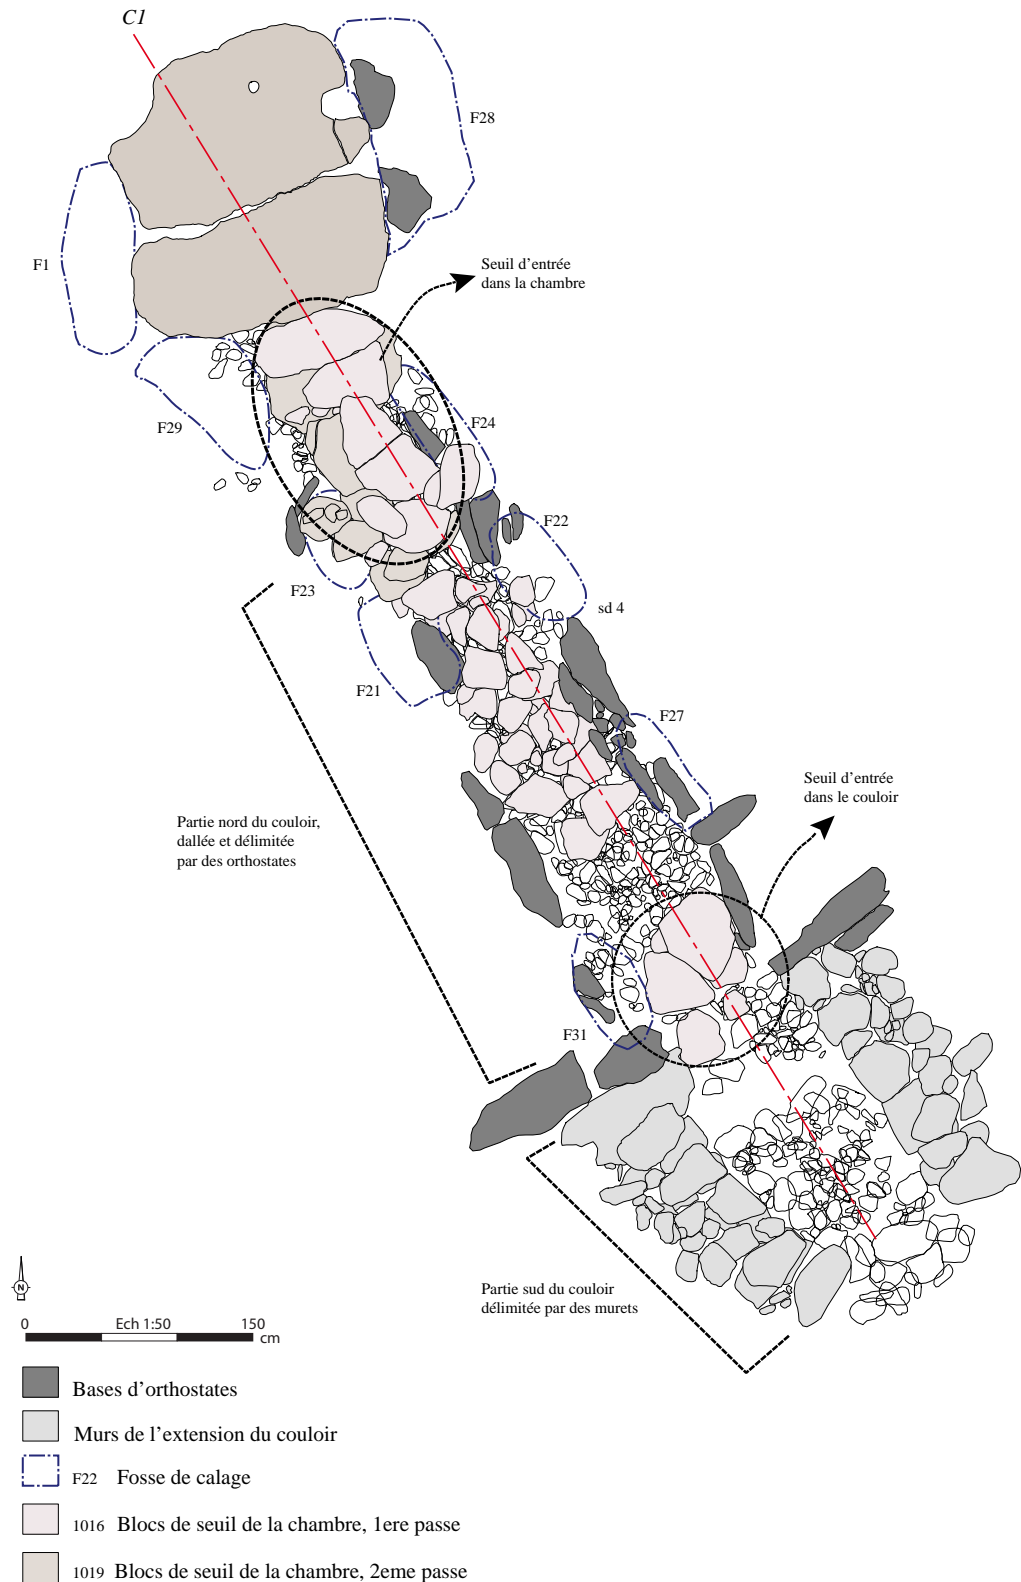 C1
F28
F1
Seuil d’entrée
dans la chambre
F29
F24
F22
F23
sd 4
F21
F27
Seuil d’entrée
dans le couloir
Partie nord du couloir,
dallée et délimitée
par des orthostates
F31
Partie sud du couloir
délimitée par des murets
N
0 Ech 1:50 150
cm
Bases d’orthostates
Murs de l’extension du couloir
F22 Fosse de calage
1016 Blocs de seuil de la chambre, 1ere passe
1019 Blocs de seuil de la chambre, 2eme passe